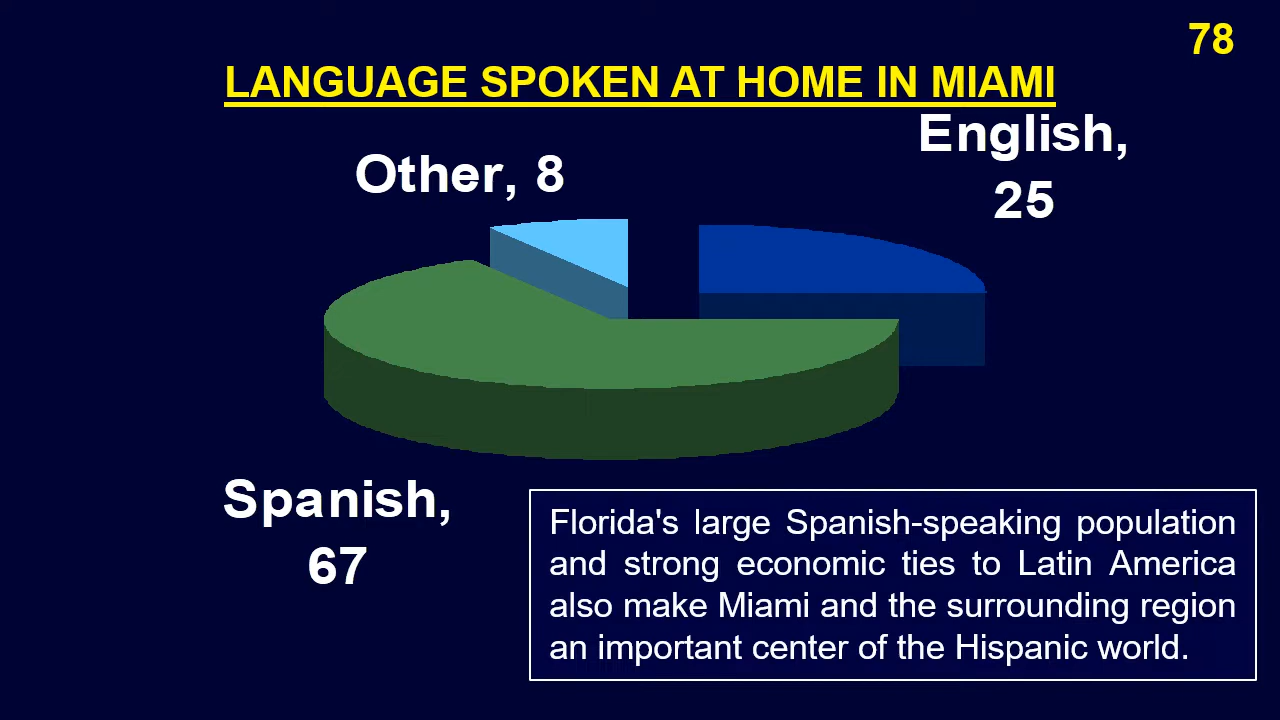 78
LANGUAGE SPOKEN AT HOME IN MIAMI
English,
25
Other, 8
Spanish,
67
Florida's large Spanish-speaking population
and strong economic ties to Latin America
also make Miami and the surrounding region
an important center of the Hispanic world.